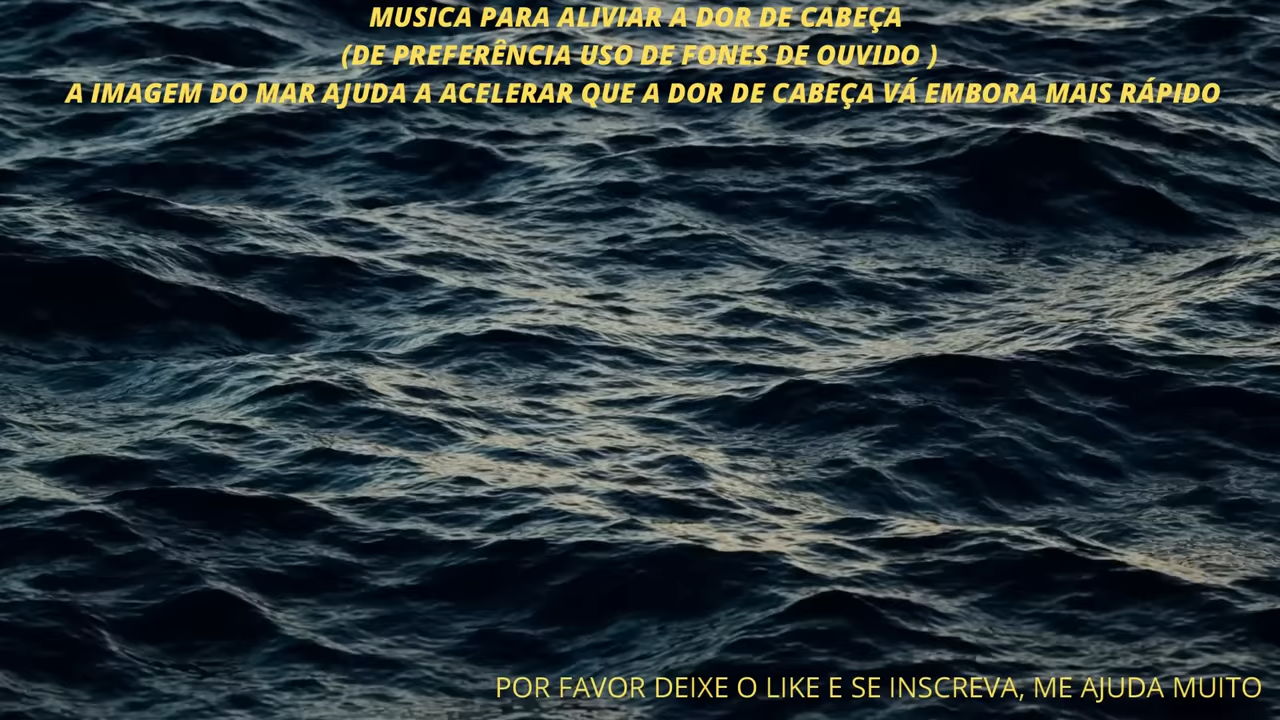 MUSICA PARA ALIVIAR A DOR DE CABEÇA
(DE PREFERÊNCIA USO DE FONES DE OUVIDO )
A IMAGEM DO MAR AJUDA A ACELERAR QUE A DOR DE CABEÇA VÁ EMBORA MAIS RÁPIDO
POR FAVOR DEIXE O LIKE E SE INSCREVA, ME AJUDA MUITO